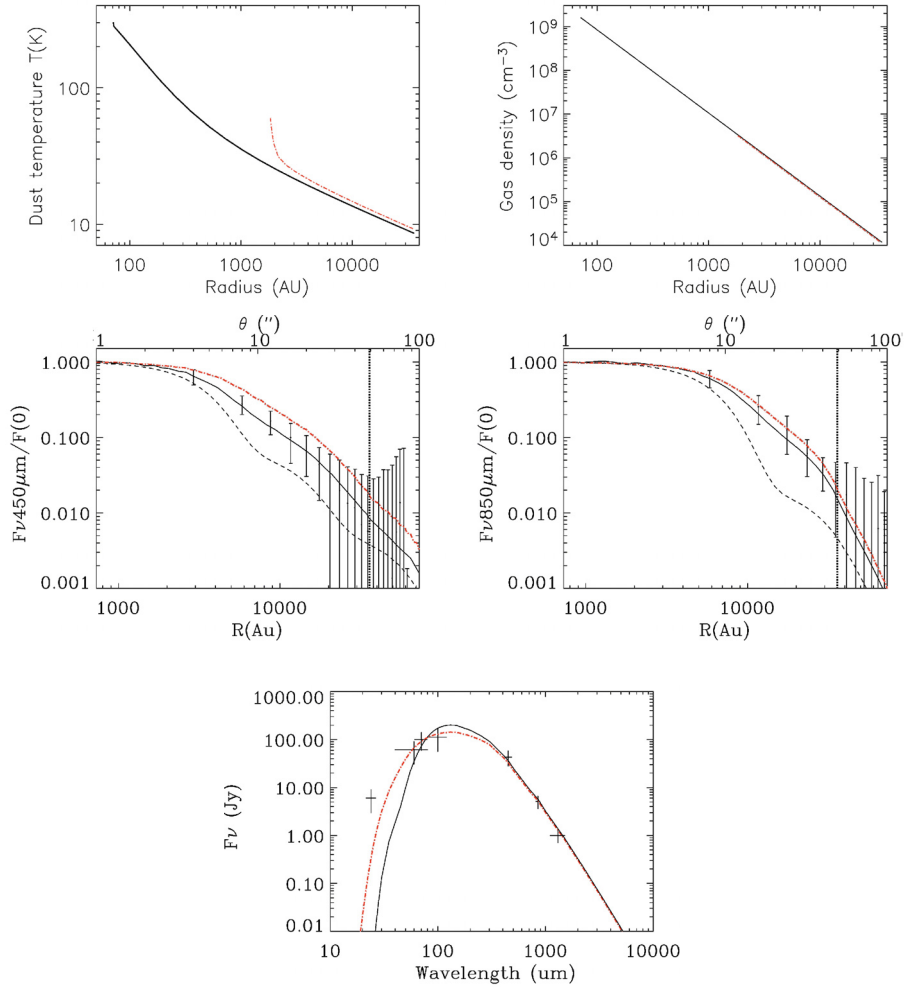 Dust temperature T(K)
100
10
100 1000 10000
Radius (AU)
Gas density (cm⁻³)
10⁹
10⁸
10⁷
10⁶
10⁵
10⁴
100 1000 10000
Radius (AU)
θ (")
1 10 100
Fν450μm/F(0)
1.000
0.100
0.010
0.001
1000 10000
R(Au)
θ (")
1 10 100
Fν850μm/F(0)
1.000
0.100
0.010
0.001
1000 10000
R(Au)
Fν (Jy)
1000.00
100.00
10.00
1.00
0.10
0.01
10 100 1000 10000
Wavelength (um)